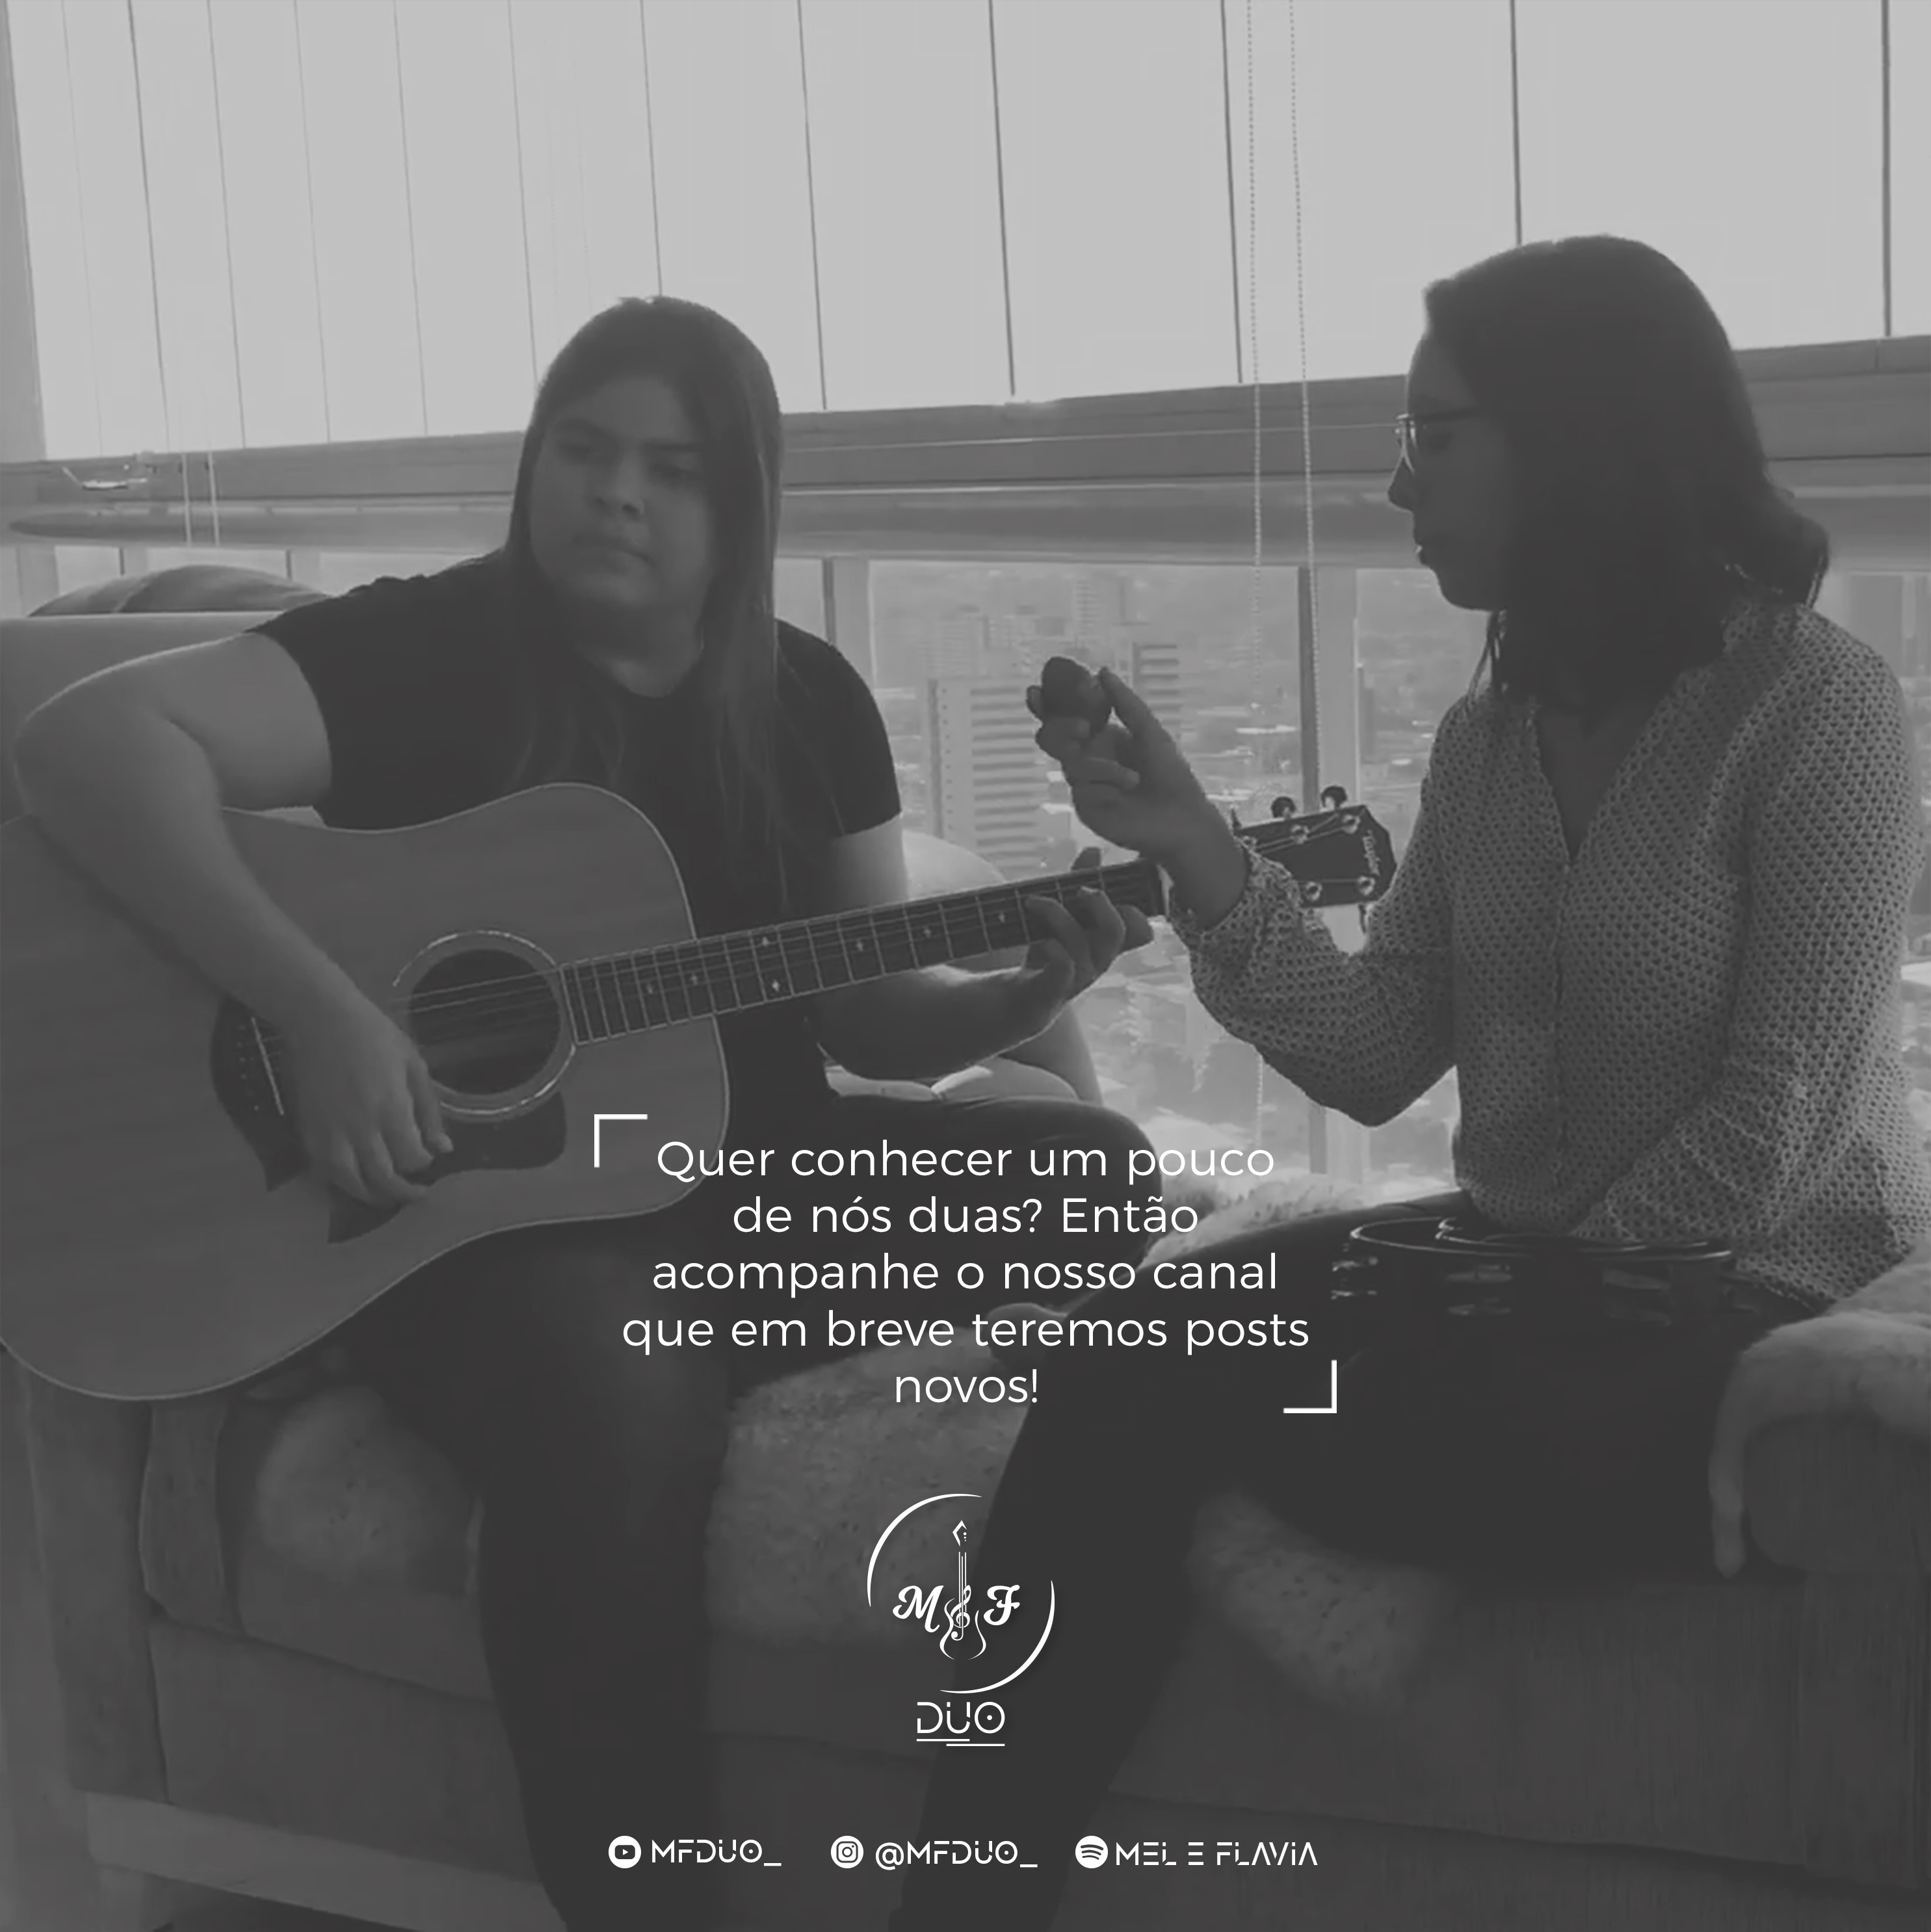 Quer conhecer um pouco
de nós duas? Então
acompanhe o nosso canal
que em breve teremos posts
novos!
M F
DUO
MFDUO_ @MFDUO_ MEL E FLAVIA